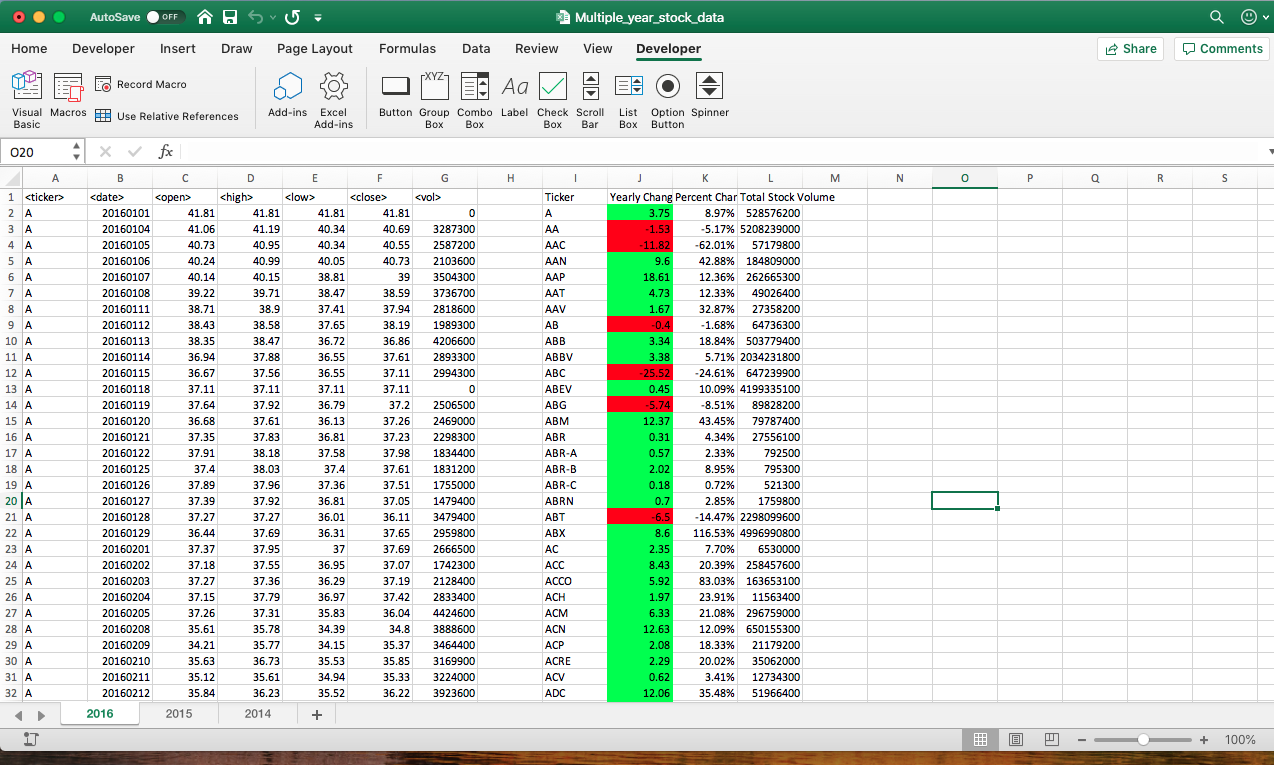 AutoSave OFF Multiple_year_stock_data
Home Developer Insert Draw Page Layout Formulas Data Review View Developer Share Comments
Visual Basic Macros Record Macro Use Relative References Add-ins Excel Add-ins Button Group Box Combo Box Label Check Box Scroll Bar List Box Option Button Spinner
XYZ Aa
O20 fx
A B C D E F G H I J K L M N O P Q R S
1 <ticker> <date> <open> <high> <low> <close> <vol> Ticker Yearly Chang Percent Char Total Stock Volume
2 A 20160101 41.81 41.81 41.81 41.81 0 A 3.75 8.97% 528576200
3 A 20160104 41.06 41.19 40.34 40.69 3287300 AA -1.53 -5.17% 5208239000
4 A 20160105 40.73 40.95 40.34 40.55 2587200 AAC -11.82 -62.01% 57179800
5 A 20160106 40.24 40.99 40.05 40.73 2103600 AAN 9.6 42.88% 184809000
6 A 20160107 40.14 40.15 38.81 39 3504300 AAP 18.61 12.36% 262665300
7 A 20160108 39.22 39.71 38.47 38.59 3736700 AAT 4.73 12.33% 49026400
8 A 20160111 38.71 38.9 37.41 37.94 2818600 AAV 1.67 32.87% 27358200
9 A 20160112 38.43 38.58 37.65 38.19 1989300 AB -0.4 -1.68% 64736300
10 A 20160113 38.35 38.47 36.72 36.86 4206600 ABB 3.34 18.84% 503779400
11 A 20160114 36.94 37.88 36.55 37.61 2893300 ABBV 3.38 5.71% 2034231800
12 A 20160115 36.67 37.56 36.55 37.11 2994300 ABC -25.52 -24.61% 647239900
13 A 20160118 37.11 37.11 37.11 37.11 0 ABEV 0.45 10.09% 4199335100
14 A 20160119 37.64 37.92 36.79 37.2 2506500 ABG -5.74 -8.51% 89828200
15 A 20160120 36.68 37.61 36.13 37.26 2469000 ABM 12.37 43.45% 79787400
16 A 20160121 37.35 37.83 36.81 37.23 2298300 ABR 0.31 4.34% 27556100
17 A 20160122 37.91 38.18 37.58 37.98 1834400 ABR-A 0.57 2.33% 792500
18 A 20160125 37.4 38.03 37.4 37.61 1831200 ABR-B 2.02 8.95% 795300
19 A 20160126 37.89 37.96 37.36 37.51 1755000 ABR-C 0.18 0.72% 521300
20 A 20160127 37.39 37.92 36.81 37.05 1479400 ABRN 0.7 2.85% 1759800
21 A 20160128 37.27 37.27 36.01 36.11 3479400 ABT -6.5 -14.47% 2298099600
22 A 20160129 36.44 37.69 36.31 37.65 2959800 ABX 8.6 116.53% 4996990800
23 A 20160201 37.37 37.95 37 37.69 2666500 AC 2.35 7.70% 6530000
24 A 20160202 37.18 37.55 36.95 37.07 1742300 ACC 8.43 20.39% 258457600
25 A 20160203 37.27 37.36 36.29 37.19 2128400 ACCO 5.92 83.03% 163653100
26 A 20160204 37.15 37.79 36.97 37.42 2833400 ACH 1.97 23.91% 11563400
27 A 20160205 37.26 37.31 35.83 36.04 4424600 ACM 6.33 21.08% 296759000
28 A 20160208 35.61 35.78 34.39 34.8 3888600 ACN 12.63 12.09% 650155300
29 A 20160209 34.21 35.77 34.15 35.37 3464400 ACP 2.08 18.33% 21179200
30 A 20160210 35.63 36.73 35.53 35.85 3169900 ACRE 2.29 20.02% 35062000
31 A 20160211 35.12 35.61 34.94 35.33 3224000 ACV 0.62 3.41% 12734300
32 A 20160212 35.84 36.23 35.52 36.22 3923600 ADC 12.06 35.48% 51966400
2016 2015 2014 +
− + 100%